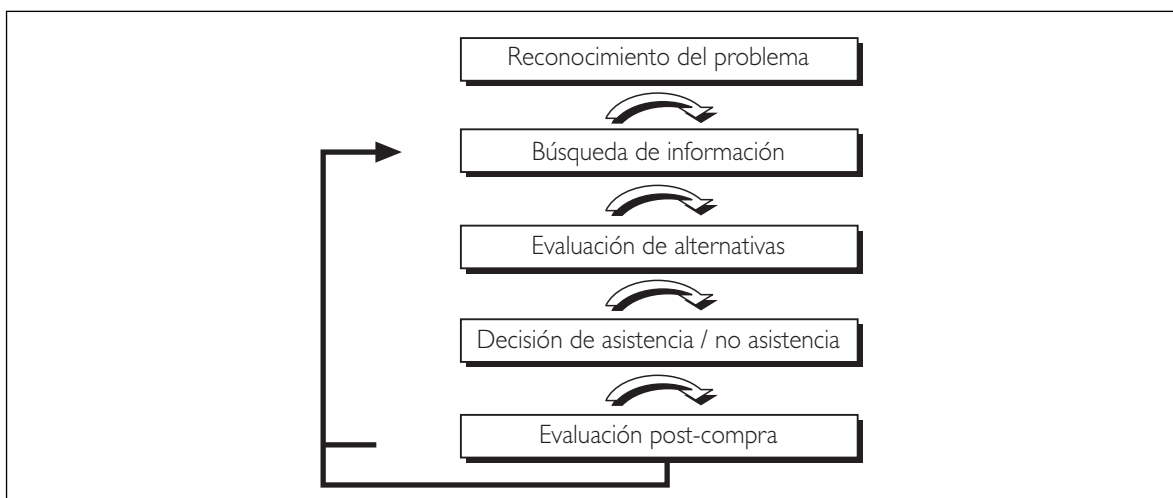 Reconocimiento del problema
Búsqueda de información
Evaluación de alternativas
Decisión de asistencia / no asistencia
Evaluación post-compra